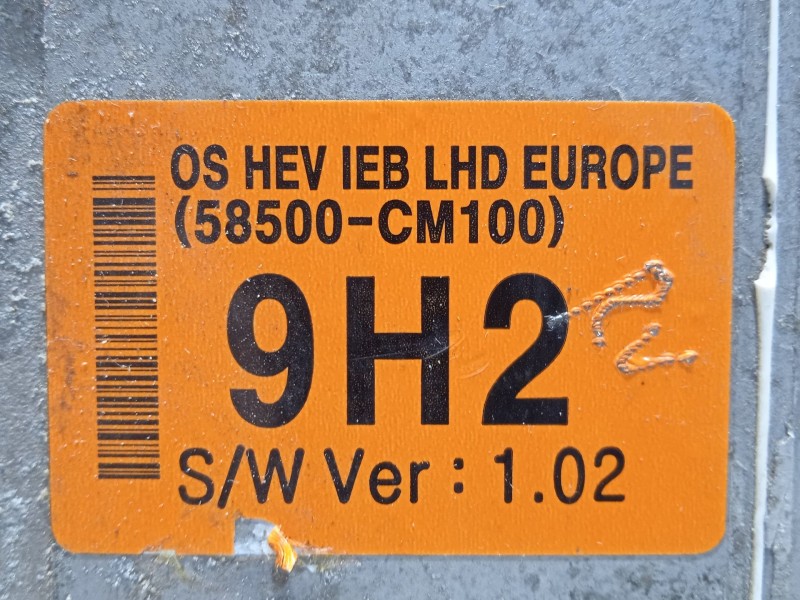 OS HEV IEB LHD EUROPE
(58500-CM100)
9H2
S/W Ver : 1.02